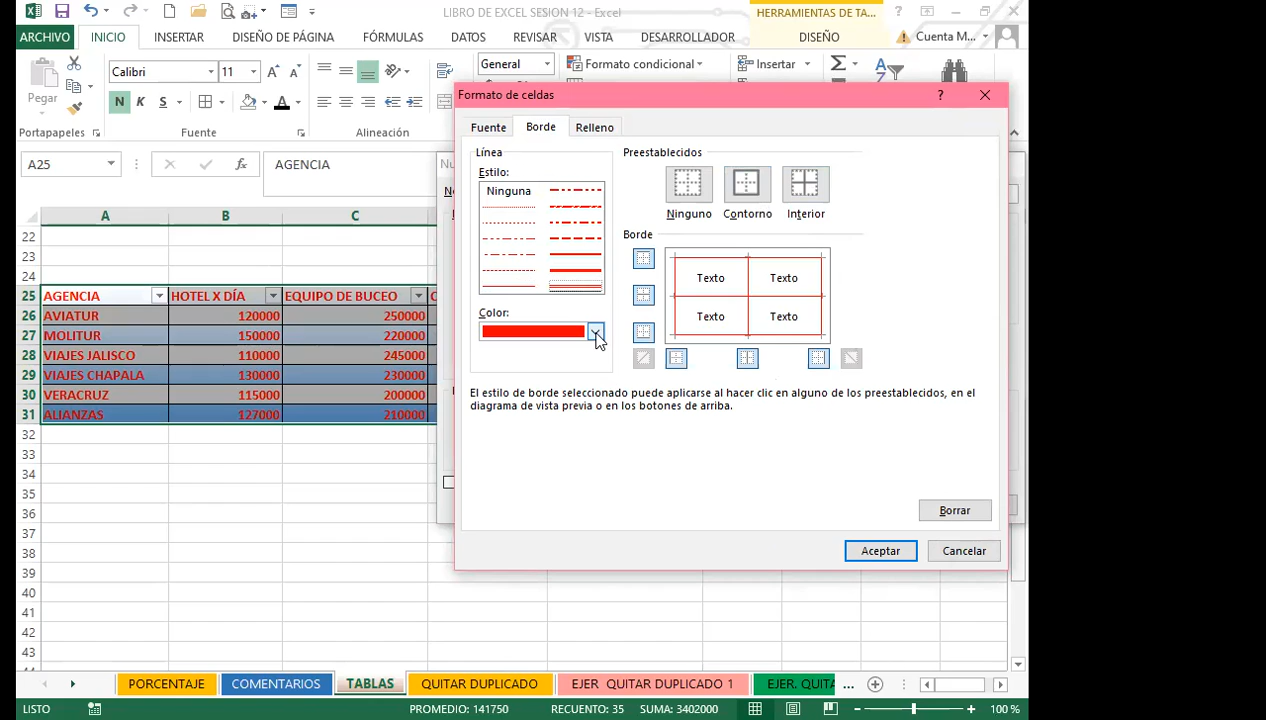 LIBRO DE EXCEL SESION 12 - Excel
HERRAMIENTAS DE TA...
?
ARCHIVO INICIO INSERTAR DISEÑO DE PÁGINA FÓRMULAS DATOS REVISAR VISTA DESARROLLADOR DISEÑO Cuenta M...
Pegar
Calibri 11
General
Formato condicional
Insertar
N K S
Portapapeles Fuente Alineación
A25 fx AGENCIA
A B C
22
23
24
25 AGENCIA HOTEL X DÍA EQUIPO DE BUCEO
26 AVIATUR 120000 250000
27 MOLITUR 150000 220000
28 VIAJES JALISCO 110000 245000
29 VIAJES CHAPALA 130000 230000
30 VERACRUZ 115000 200000
31 ALIANZAS 127000 210000
32
33
34
35
36
37
38
39
40
41
42
43
Formato de celdas ?
Fuente Borde Relleno
Línea
Estilo:
Ninguna
Color:
Preestablecidos
Ninguno Contorno Interior
Borde
Texto Texto
Texto Texto
El estilo de borde seleccionado puede aplicarse al hacer clic en alguno de los preestablecidos, en el
diagrama de vista previa o en los botones de arriba.
Borrar
Aceptar Cancelar
PORCENTAJE COMENTARIOS TABLAS QUITAR DUPLICADO EJER QUITAR DUPLICADO 1 EJER. QUITA ...
LISTO PROMEDIO: 141750 RECUENTO: 35 SUMA: 3402000 100 %